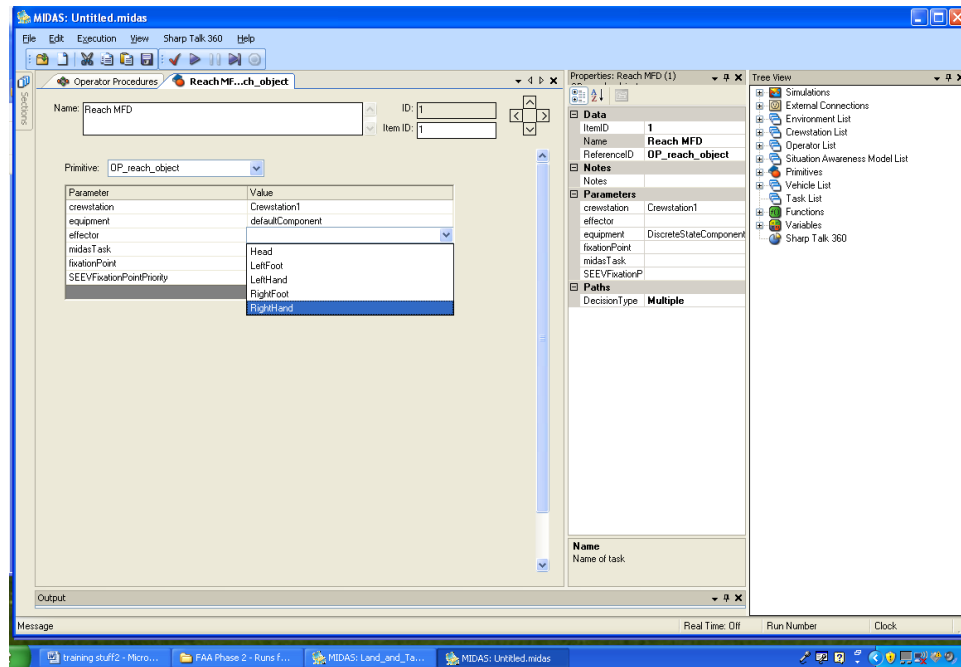 MIDAS: Untitled.midas
File Edit Execution View Sharp Talk 360 Help
Sections
Operator Procedures
Reach MF...ch_object
Name: Reach MFD
ID: 1
Item ID: 1
Primitive: OP_reach_object
Parameter Value
crewstation Crewstation1
equipment defaultComponent
effector
midasTask
fixationPoint
SEEVFixationPointPriority
Head
LeftFoot
LeftHand
RightFoot
RightHand
Output
Properties: Reach MFD (1)
Data
ItemID 1
Name Reach MFD
ReferenceID OP_reach_object
Notes
Notes
Parameters
crewstation Crewstation1
effector
equipment DiscreteStateComponent
fixationPoint
midasTask
SEEVFixationP
Paths
DecisionType Multiple
Name
Name of task
Tree View
Simulations
External Connections
Environment List
Crewstation List
Operator List
Situation Awareness Model List
Primitives
Vehicle List
Task List
Functions
Variables
Sharp Talk 360
Message Real Time: Off Run Number Clock
training stuff2 - Micro... FAA Phase 2 - Runs f... MIDAS: Land_and_Ta... MIDAS: Untitled.midas